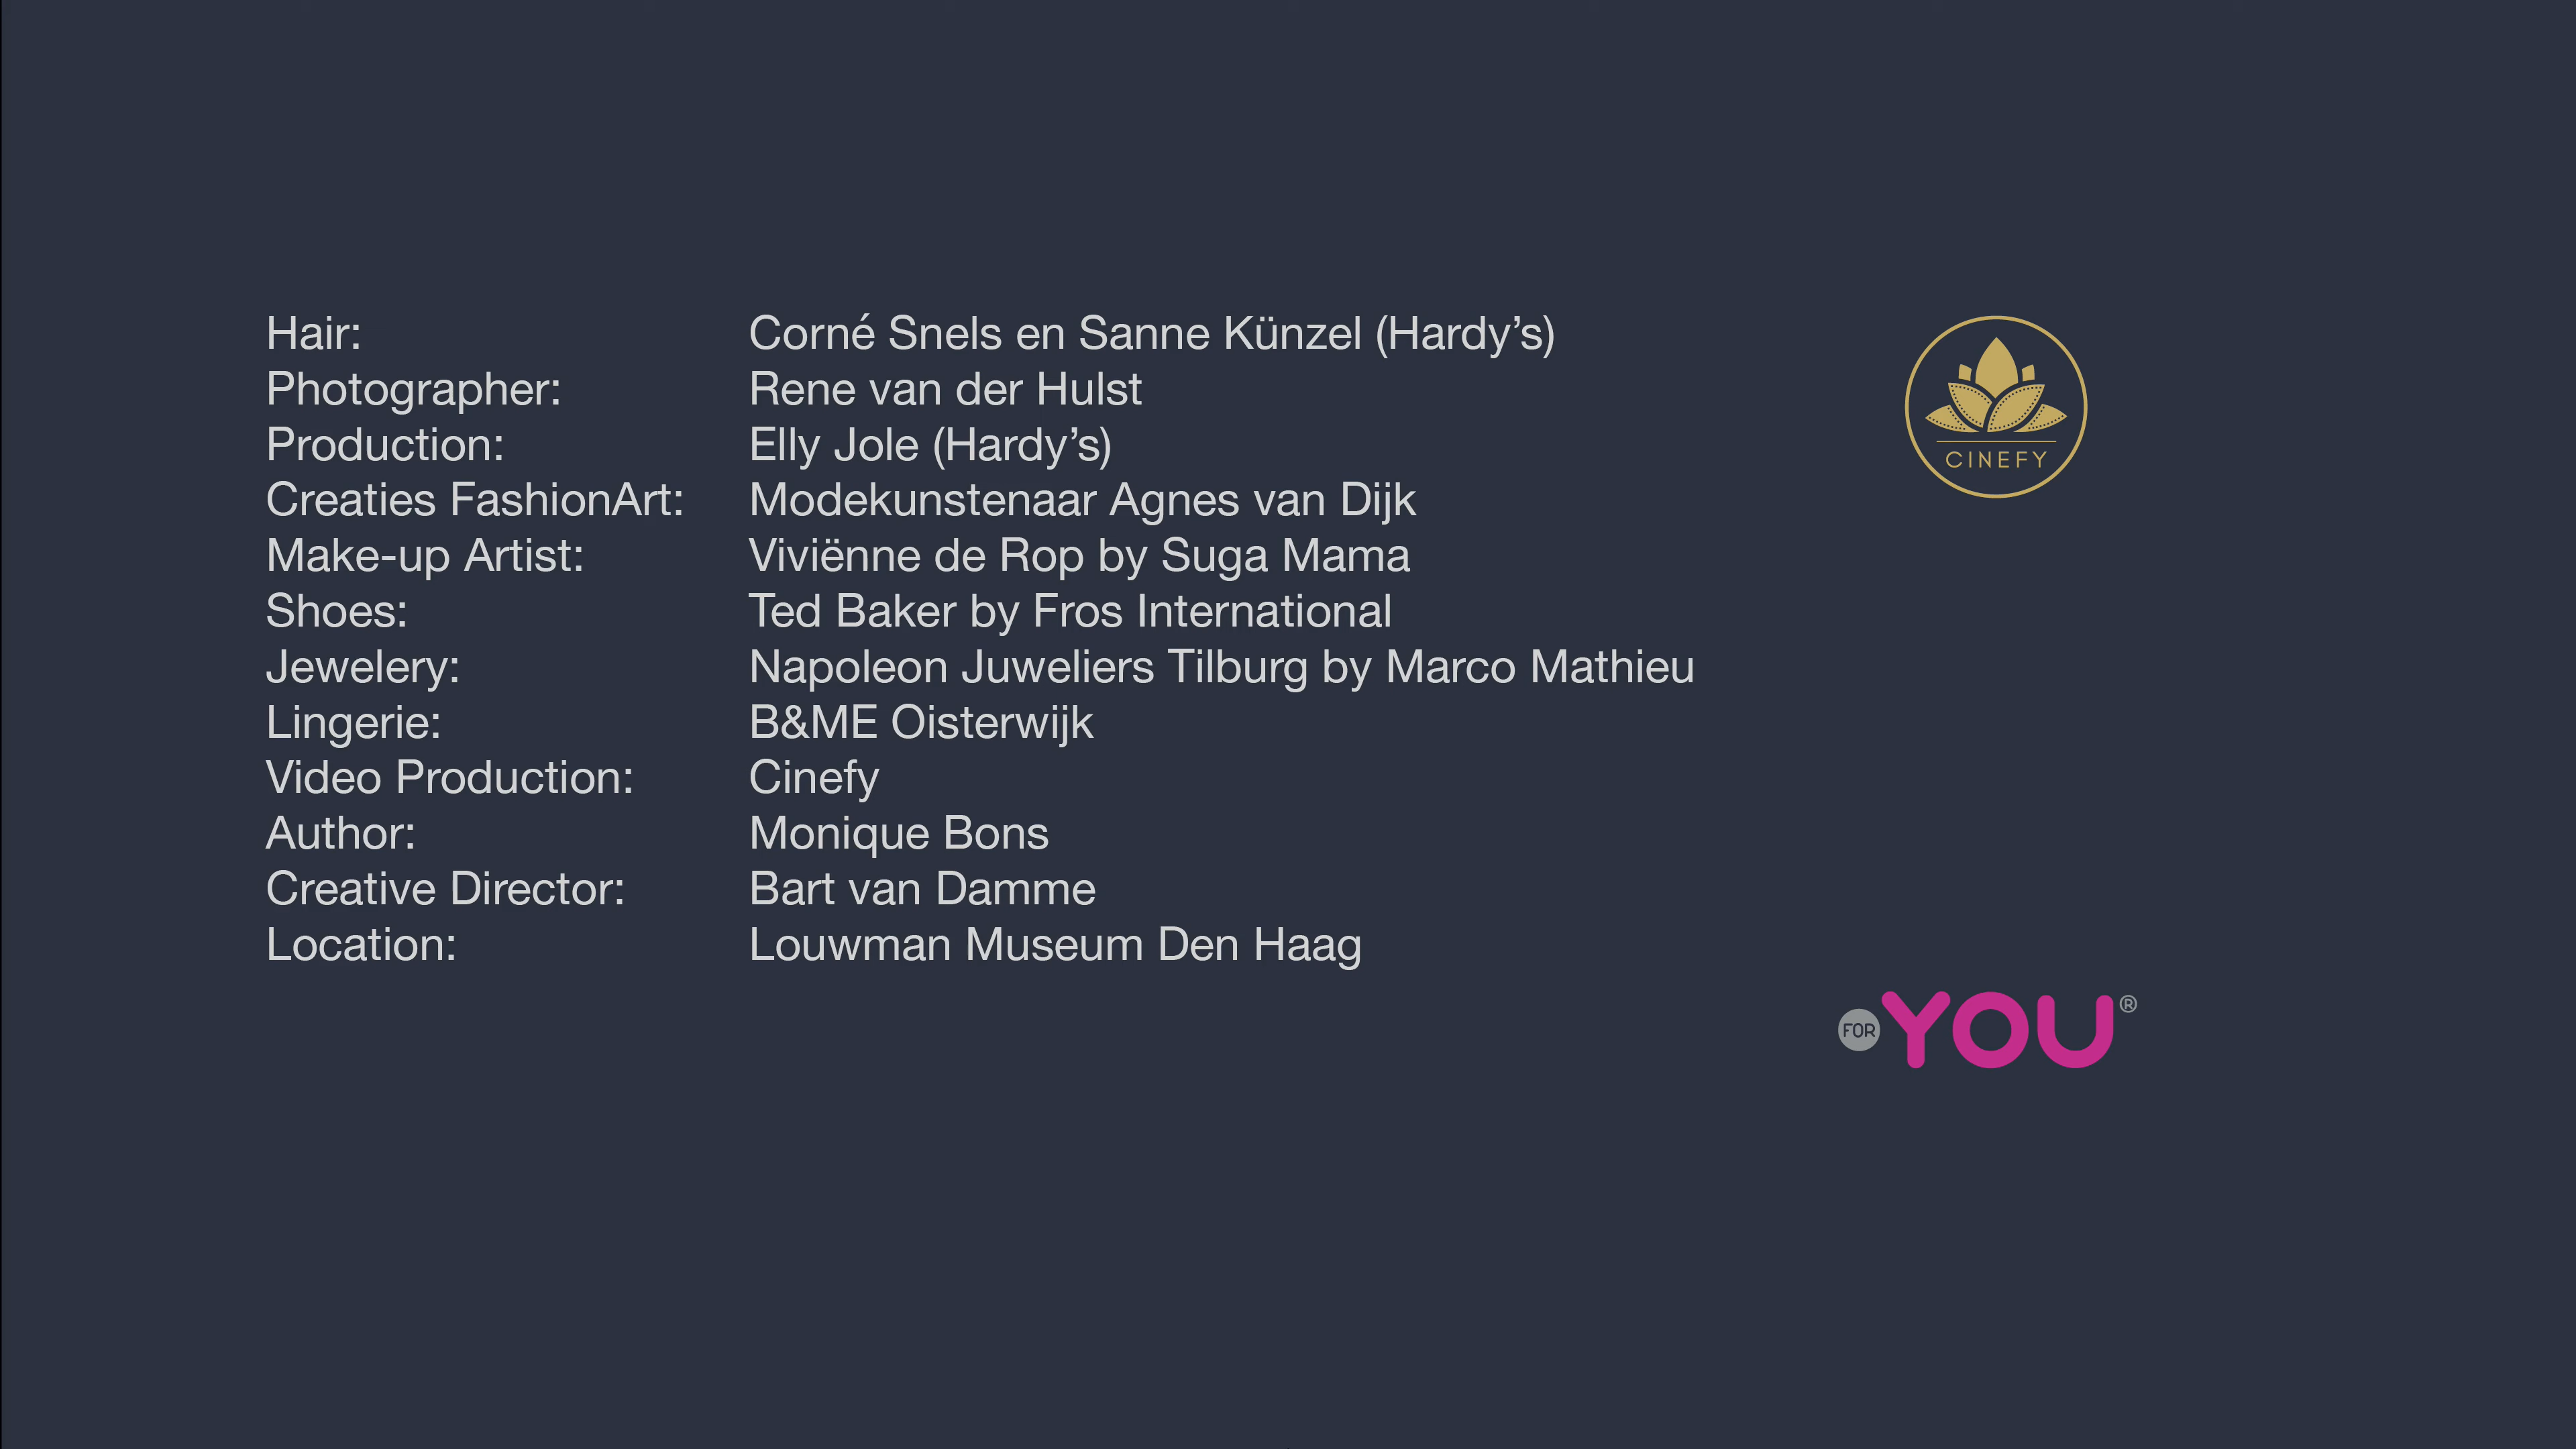 Hair: Corné Snels en Sanne Künzel (Hardy’s)
Photographer: Rene van der Hulst
Production: Elly Jole (Hardy’s)
Creaties FashionArt: Modekunstenaar Agnes van Dijk
Make-up Artist: Viviënne de Rop by Suga Mama
Shoes: Ted Baker by Fros International
Jewelery: Napoleon Juweliers Tilburg by Marco Mathieu
Lingerie: B&ME Oisterwijk
Video Production: Cinefy
Author: Monique Bons
Creative Director: Bart van Damme
Location: Louwman Museum Den Haag
CINEFY
FOR YOU®